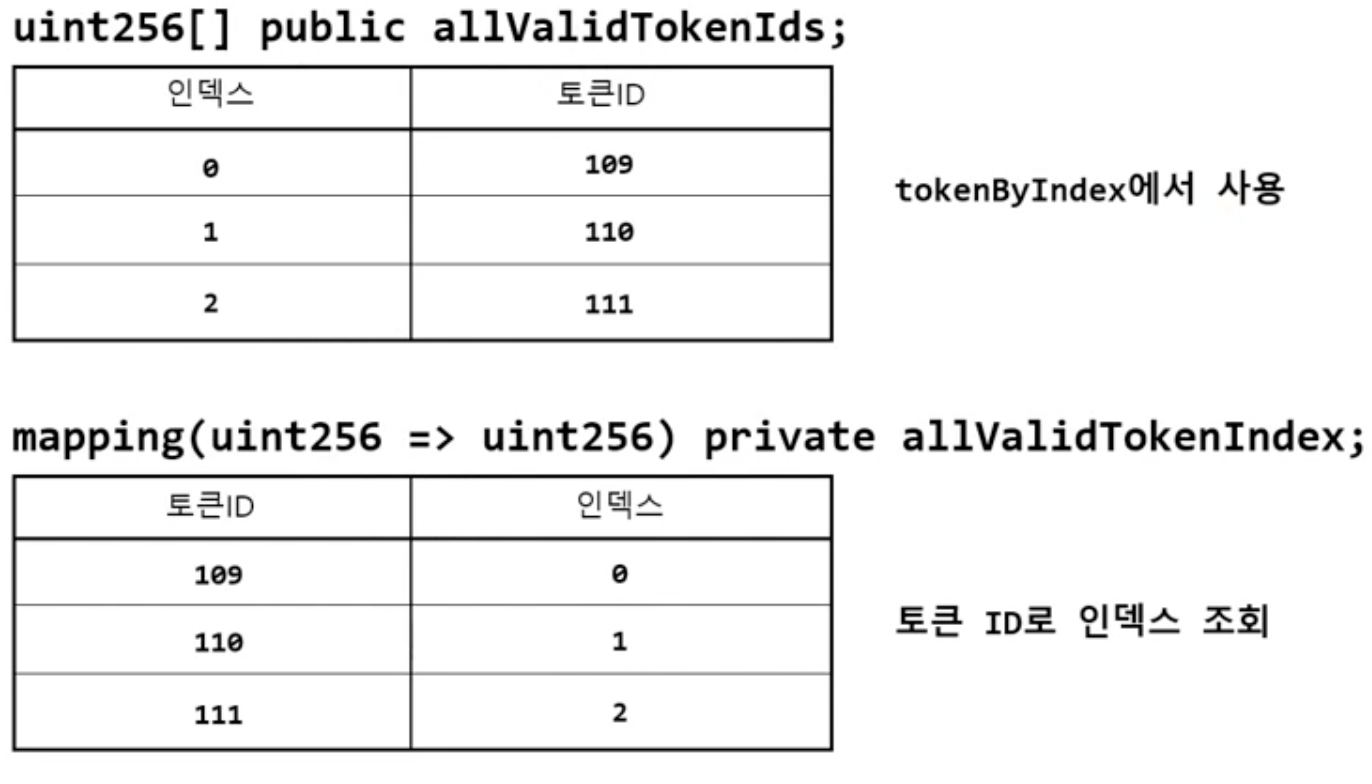 uint256[] public allValidTokenIds;
인덱스 토큰ID
0 109
tokenByIndex에서 사용
1 110
2 111
mapping(uint256 => uint256) private allValidTokenIndex;
토큰ID 인덱스
109 0
110 1
토큰 ID로 인덱스 조회
111 2